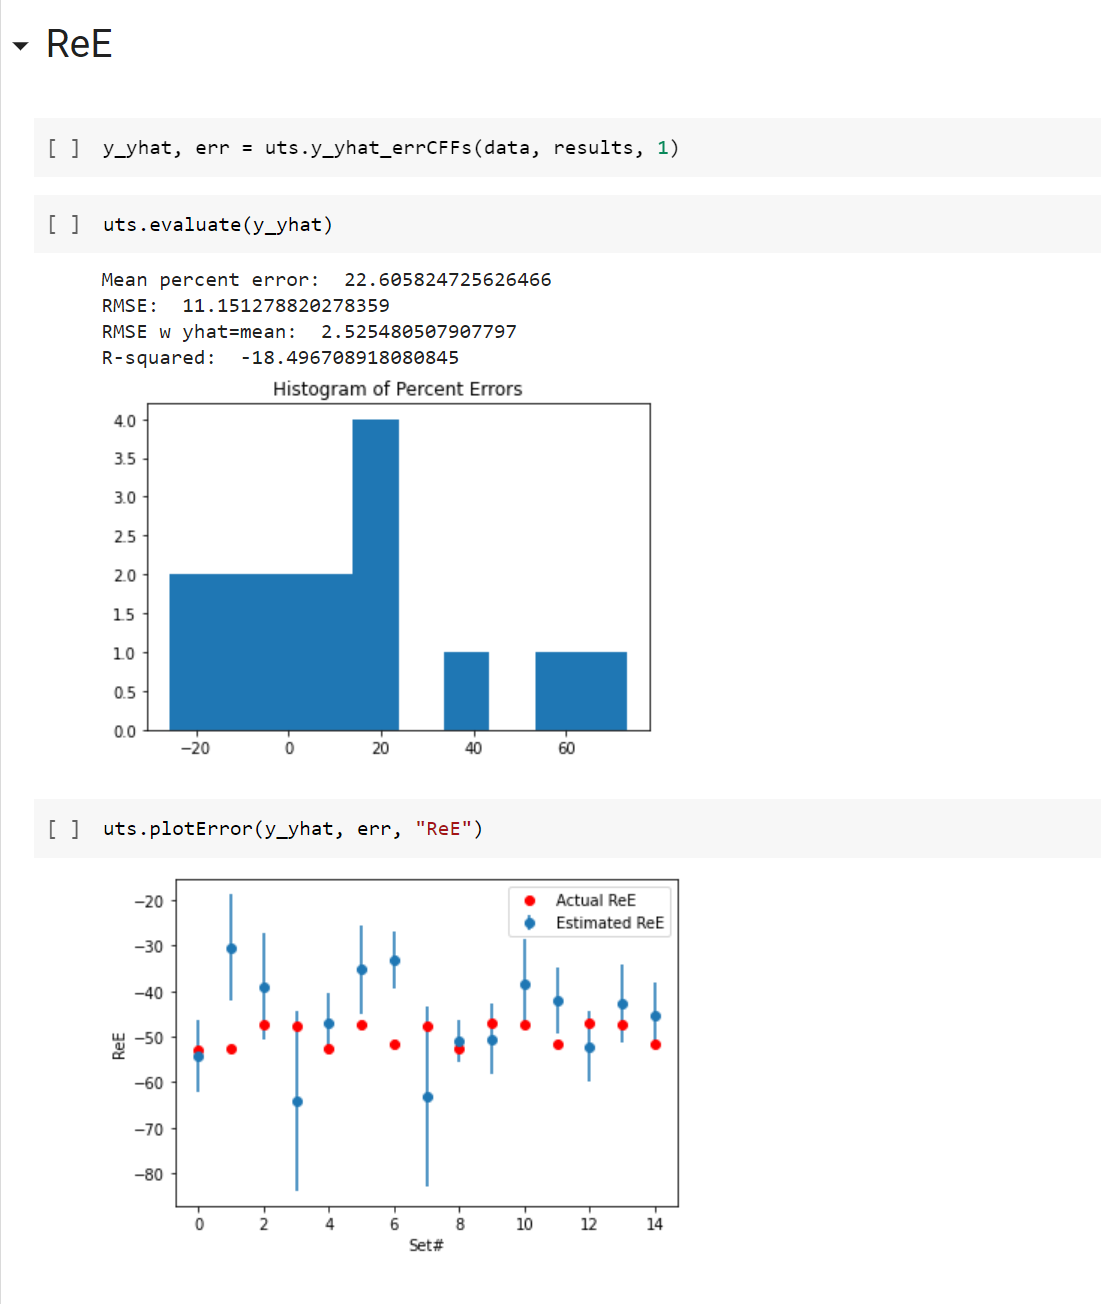 ReE
[ ] y_yhat, err = uts.y_yhat_errCFFs(data, results, 1)
[ ] uts.evaluate(y_yhat)
Mean percent error:  22.605824725626466
RMSE:  11.151278820278359
RMSE w yhat=mean:  2.525480507907797
R-squared:  -18.496708918080845
Histogram of Percent Errors
4.0
3.5
3.0
2.5
2.0
1.5
1.0
0.5
0.0
−20 0 20 40 60
[ ] uts.plotError(y_yhat, err, "ReE")
Actual ReE
Estimated ReE
−20
−30
−40
−50
−60
−70
−80
ReE
0 2 4 6 8 10 12 14
Set#